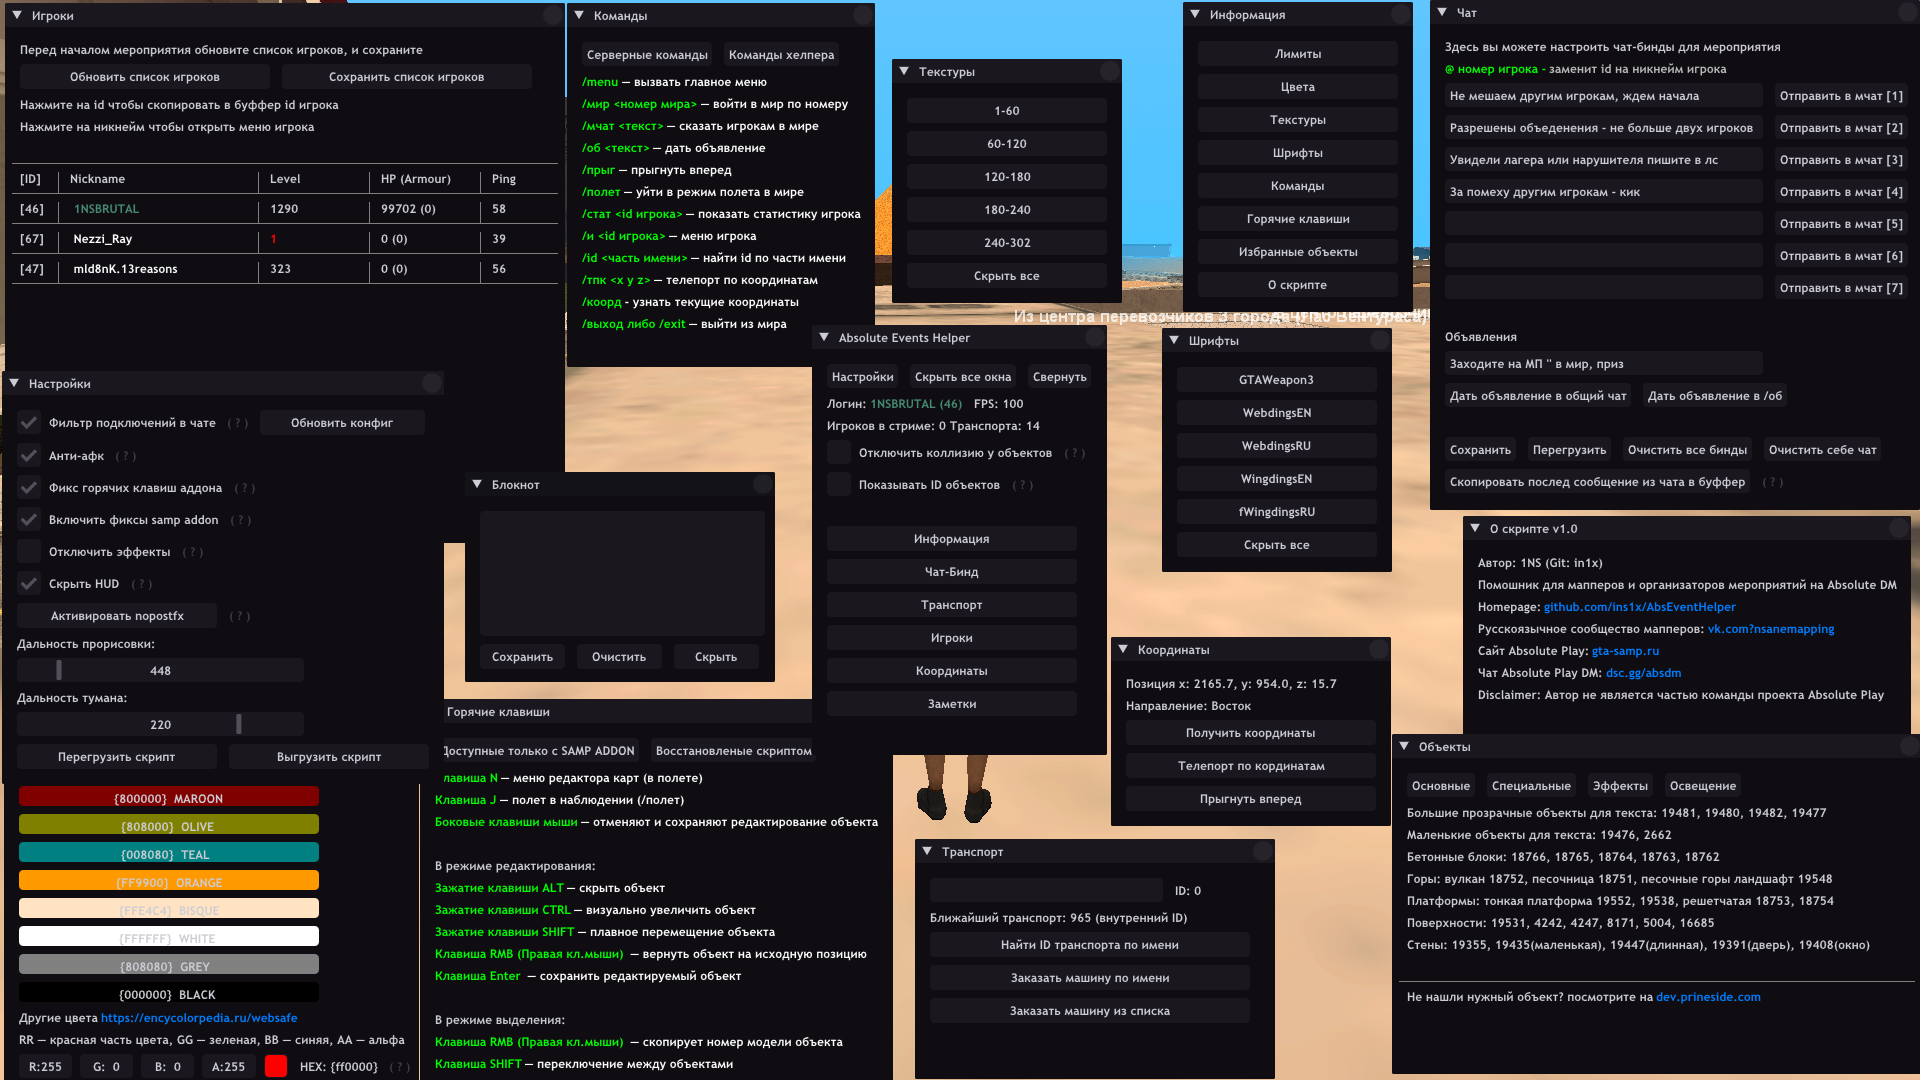 Игроки
Перед началом мероприятия обновите список игроков, и сохраните
Обновить список игроков
Сохранить список игроков
Нажмите на id чтобы скопировать в буффер id игрока
Нажмите на никнейм чтобы открыть меню игрока
[ID] Nickname Level HP (Armour) Ping
[46] 1NSBRUTAL 1290 99702 (0) 58
[67] Nezzi_Ray 1 0 (0) 39
[47] mld8nK.13reasons 323 0 (0) 56
Команды
Серверные команды
Команды хелпера
/menu — вызвать главное меню
/мир <номер мира> — войти в мир по номеру
/мчат <текст> — сказать игрокам в мире
/об <текст> — дать объявление
/прыг — прыгнуть вперед
/полет — уйти в режим полета в мире
/стат <id игрока> — показать статистику игрока
/и <id игрока> — меню игрока
/id <часть имени> — найти id по части имени
/тпк <x y z> — телепорт по координатам
/коорд - узнать текущие координаты
/выход либо /exit — выйти из мира
Текстуры
1-60
60-120
120-180
180-240
240-302
Скрыть все
Информация
Лимиты
Цвета
Текстуры
Шрифты
Команды
Горячие клавиши
Избранные объекты
О скрипте
Из центра перевозчиков 3 города (Лас Вентурас)
Чат
Здесь вы можете настроить чат-бинды для мероприятия
@ номер игрока - заменит id на никнейм игрока
Не мешаем другим игрокам, ждем начала Отправить в мчат [1]
Разрешены объеденения - не больше двух игроков Отправить в мчат [2]
Увидели лагера или нарушителя пишите в лс Отправить в мчат [3]
За помеху другим игрокам - кик Отправить в мчат [4]
Отправить в мчат [5]
Отправить в мчат [6]
Отправить в мчат [7]
Объявления
Заходите на МП " в мир, приз
Дать объявление в общий чат
Дать объявление в /об
Сохранить
Перегрузить
Очистить все бинды
Очистить себе чат
Скопировать послед сообщение из чата в буффер (?)
Настройки
Фильтр подключений в чате (?) Обновить конфиг
Анти-афк (?)
Фикс горячих клавиш аддона (?)
Включить фиксы samp addon (?)
Отключить эффекты (?)
Скрыть HUD (?)
Активировать nopostfx (?)
Дальность прорисовки:
448
Дальность тумана:
220
Перегрузить скрипт
Выгрузить скрипт
Блокнот
Сохранить
Очистить
Скрыть
Absolute Events Helper
Настройки
Скрыть все окна
Свернуть
Логин: 1NSBRUTAL (46) FPS: 100
Игроков в стриме: 0 Транспорта: 14
Отключить коллизию у объектов (?)
Показывать ID объектов (?)
Информация
Чат-Бинд
Транспорт
Игроки
Координаты
Заметки
Шрифты
GTAWeapon3
WebdingsEN
WebdingsRU
WingdingsEN
fWingdingsRU
Скрыть все
О скрипте v1.0
Автор: 1NS (Git: in1x)
Помошник для мапперов и организаторов мероприятий на Absolute DM
Homepage: github.com/ins1x/AbsEventHelper
Русскоязычное сообщество мапперов: vk.com?nsanemapping
Сайт Absolute Play: gta-samp.ru
Чат Absolute Play DM: dsc.gg/absdm
Disclaimer: Автор не является частью команды проекта Absolute Play
Координаты
Позиция x: 2165.7, y: 954.0, z: 15.7
Направление: Восток
Получить координаты
Телепорт по кординатам
Прыгнуть вперед
{800000} MAROON
{808000} OLIVE
{008080} TEAL
{FF9900} ORANGE
{FFE4C4} BISQUE
{FFFFFF} WHITE
{808080} GREY
{000000} BLACK
Другие цвета https://encycolorpedia.ru/websafe
RR — красная часть цвета, GG — зеленая, BB — синяя, AA — альфа
R:255 G: 0 B: 0 A:255 HEX: {ff0000} (?)
Горячие клавиши
Доступные только с SAMP ADDON
Восстановленые скриптом
лавиша N — меню редактора карт (в полете)
Клавиша J — полет в наблюдении (/полет)
Боковые клавиши мыши — отменяют и сохраняют редактирование объекта
В режиме редактирования:
Зажатие клавиши ALT — скрыть объект
Зажатие клавиши CTRL — визуально увеличить объект
Зажатие клавиши SHIFT — плавное перемещение объекта
Клавиша RMB (Правая кл.мыши) — вернуть объект на исходную позицию
Клавиша Enter — сохранить редактируемый объект
В режиме выделения:
Клавиша RMB (Правая кл.мыши) — скопирует номер модели объекта
Клавиша SHIFT — переключение между объектами
Транспорт
ID: 0
Ближайший транспорт: 965 (внутренний ID)
Найти ID транспорта по имени
Заказать машину по имени
Заказать машину из списка
Объекты
Основные
Специальные
Эффекты
Освещение
Большие прозрачные объекты для текста: 19481, 19480, 19482, 19477
Маленькие объекты для текста: 19476, 2662
Бетонные блоки: 18766, 18765, 18764, 18763, 18762
Горы: вулкан 18752, песочница 18751, песочные горы ландшафт 19548
Платформы: тонкая платформа 19552, 19538, решетчатая 18753, 18754
Поверхности: 19531, 4242, 4247, 8171, 5004, 16685
Стены: 19355, 19435(маленькая), 19447(длинная), 19391(дверь), 19408(окно)
Не нашли нужный объект? посмотрите на dev.prineside.com